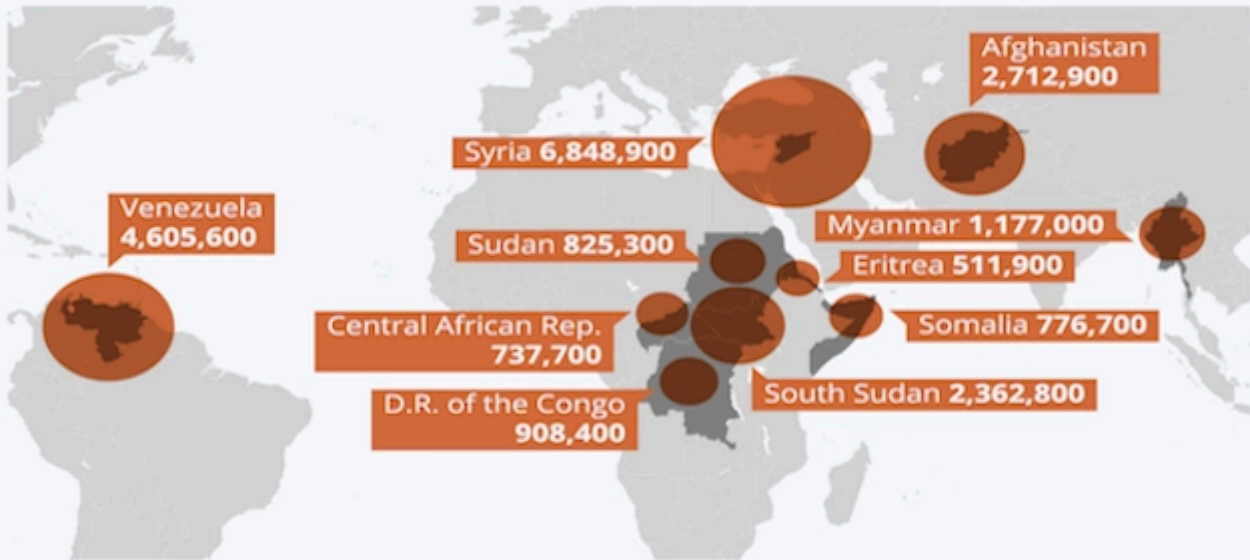 Afghanistan
2,712,900
Syria 6,848,900
Venezuela
4,605,600
Myanmar 1,177,000
Sudan 825,300
Eritrea 511,900
Central African Rep.
737,700
Somalia 776,700
South Sudan 2,362,800
D.R. of the Congo
908,400